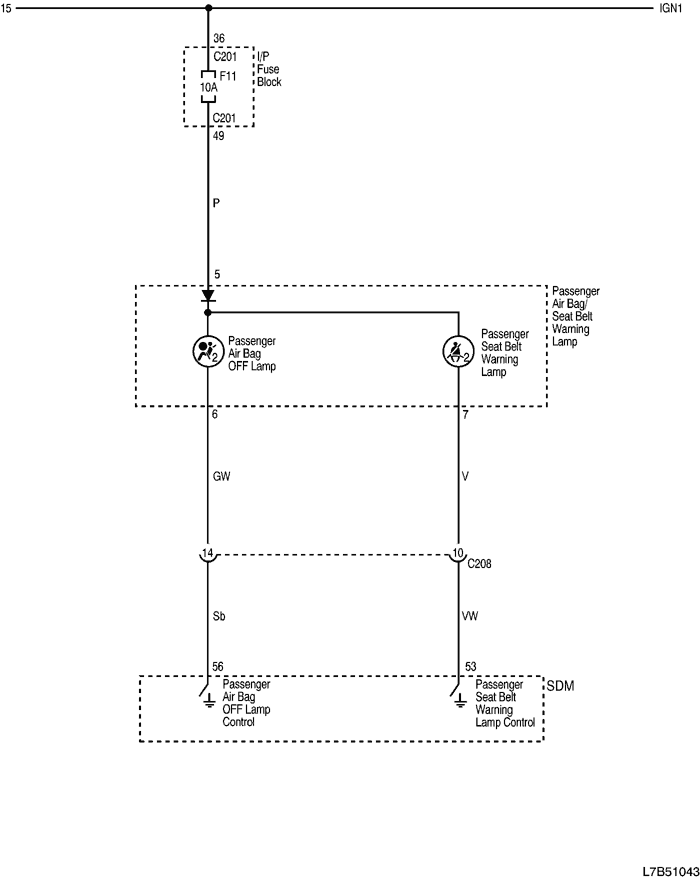 15
IGN1
36
C201
I/P
Fuse
Block
F11
10A
C201
49
P
5
Passenger
Air Bag/
Seat Belt
Warning
Lamp
2
Passenger
Air Bag
OFF Lamp
2
Passenger
Seat Belt
Warning
Lamp
6
7
GW
V
14
10
C208
Sb
VW
56
53
Passenger
Air Bag
OFF Lamp
Control
Passenger
Seat Belt
Warning
Lamp Control
SDM
L7B51043